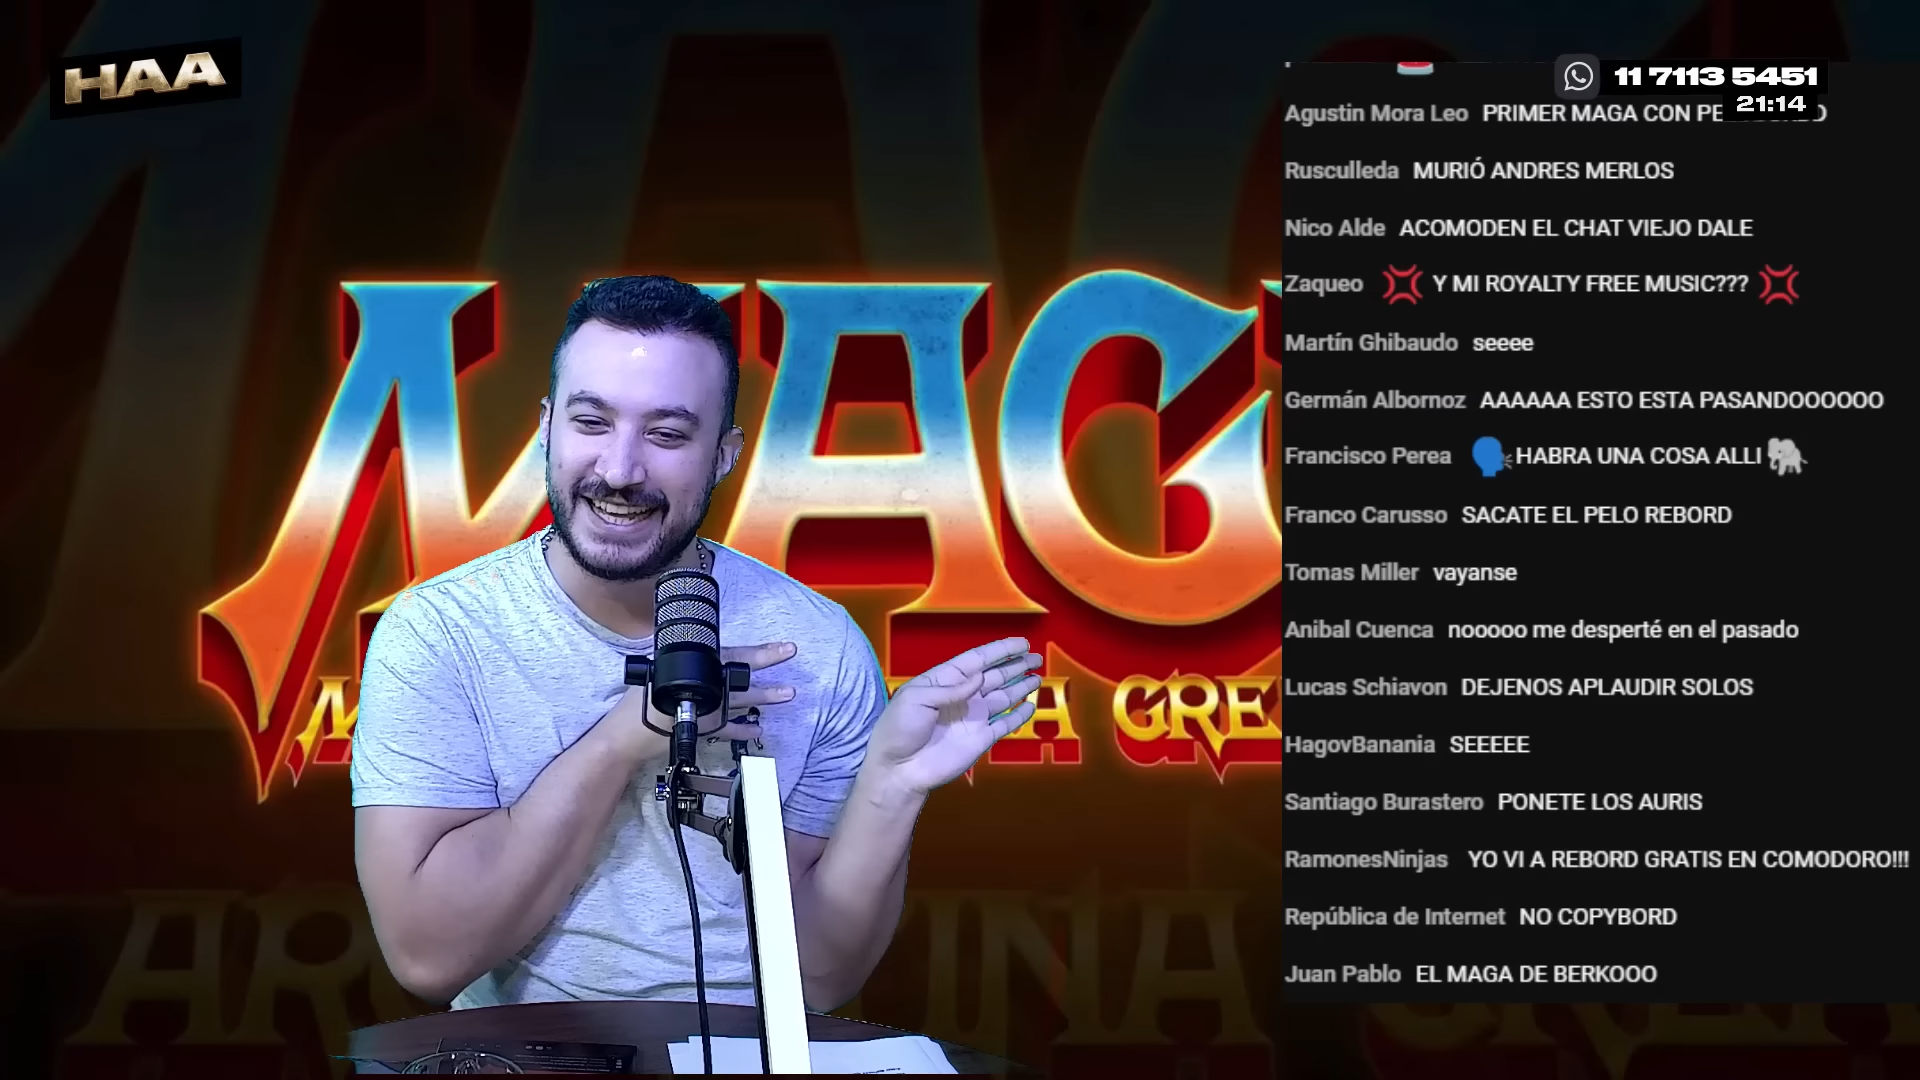 HAA
11 7113 5451
21:14
Agustin Mora Leo PRIMER MAGA CON
Rusculleda MURIÓ ANDRES MERLOS
Nico Alde ACOMODEN EL CHAT VIEJO DALE
Zaqueo 💢 Y MI ROYALTY FREE MUSIC??? 💢
Martín Ghibaudo seeee
Germán Albornoz AAAAAA ESTO ESTA PASANDOOOOOO
Francisco Perea 🗣️HABRA UNA COSA ALLI🐘
Franco Carusso SACATE EL PELO REBORD
Tomas Miller vayanse
Anibal Cuenca nooooo me desperté en el pasado
Lucas Schiavon DEJENOS APLAUDIR SOLOS
HagovBanania SEEEEE
Santiago Burastero PONETE LOS AURIS
RamonesNinjas YO VI A REBORD GRATIS EN COMODORO!!!
República de Internet NO COPYBORD
Juan Pablo EL MAGA DE BERKOOO
MAG
GRE